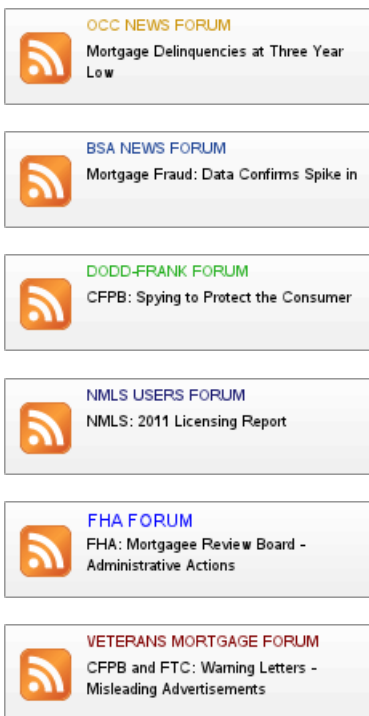 OCC NEWS FORUM
Mortgage Delinquencies at Three Year
Low
BSA NEWS FORUM
Mortgage Fraud: Data Confirms Spike in
DODD-FRANK FORUM
CFPB: Spying to Protect the Consumer
NMLS USERS FORUM
NMLS: 2011 Licensing Report
FHA FORUM
FHA: Mortgagee Review Board -
Administrative Actions
VETERANS MORTGAGE FORUM
CFPB and FTC: Warning Letters -
Misleading Advertisements